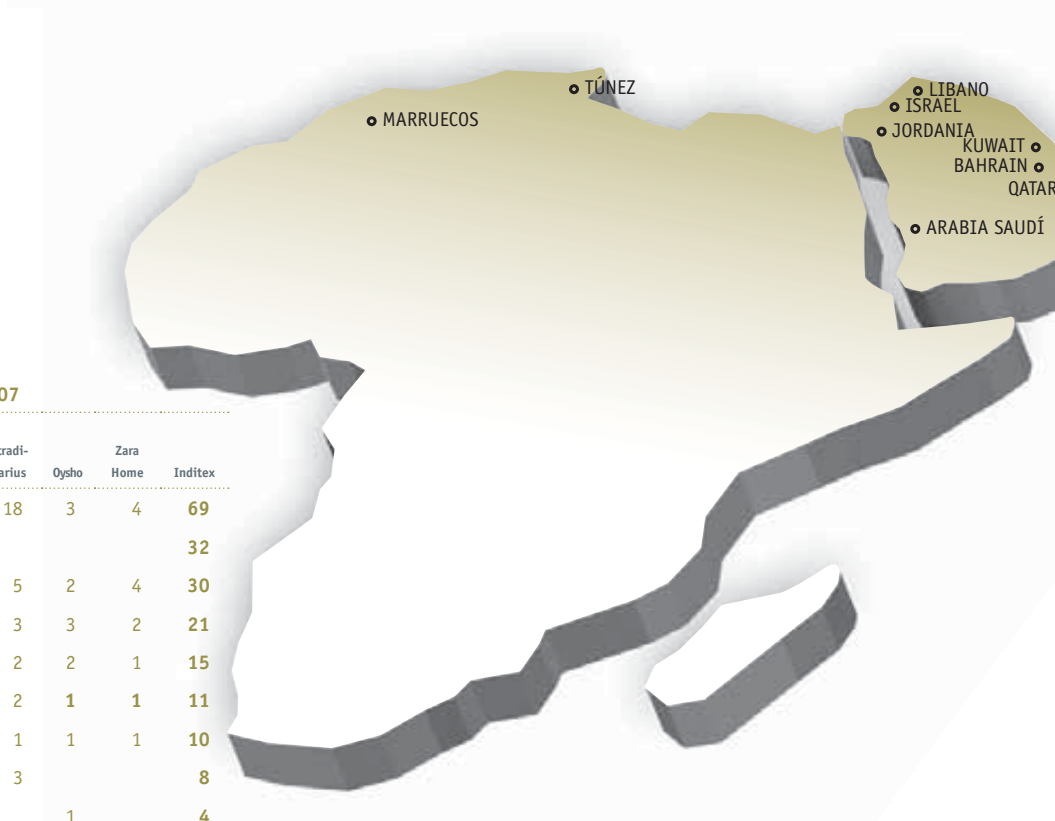 TÚNEZ
LIBANO
ISRAEL
MARRUECOS
JORDANIA
KUWAIT
BAHRAIN
QATAR
ARABIA SAUDÍ
07
tradi-
arius Oysho Zara Home Inditex
18 3 4 69
32
5 2 4 30
3 3 2 21
2 2 1 15
2 1 1 11
1 1 1 10
3 8
1 4